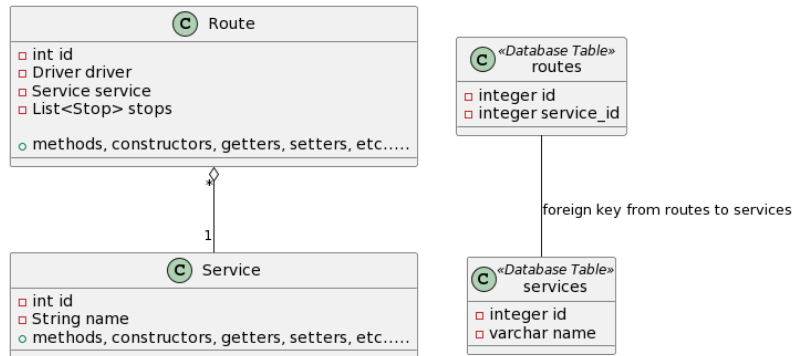 C Route
int id
Driver driver
Service service
List<Stop> stops
methods, constructors, getters, setters, etc.....
*
1
C Service
int id
String name
methods, constructors, getters, setters, etc.....
C «Database Table»
routes
integer id
integer service_id
foreign key from routes to services
C «Database Table»
services
integer id
varchar name